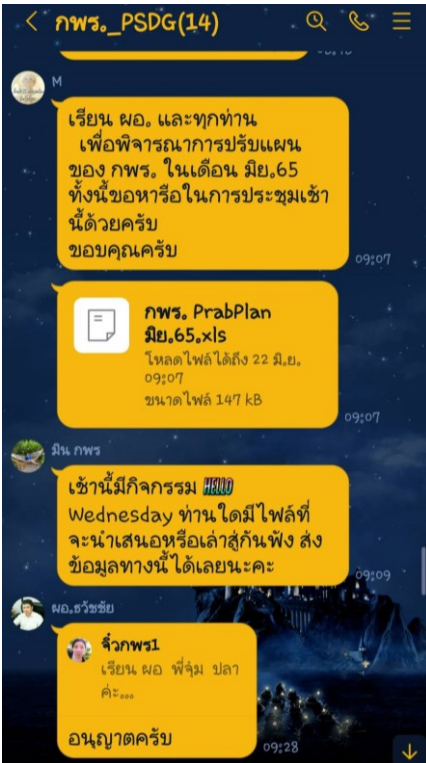 กพร._PSDG(14)
M
เรียน ผอ. และทุกท่าน
เพื่อพิจารณาการปรับแผน
ของ กพร. ในเดือน มิย.65
ทั้งนี้ขอหารือในการประชุมเช้า
นี้ด้วยครับ
ขอบคุณครับ
09:07
กพร. PrabPlan
มิย.65.xls
โหลดไฟล์ได้ถึง 22 มิ.ย.
09:07
ขนาดไฟล์ 147 kB
09:07
มิน กพร
เช้านี้มีกิจกรรม HELLO
Wednesday ท่านใดมีไฟล์ที่
จะนำเสนอหรือเล่าสู่กันฟัง ส่ง
ข้อมูลทางนี้ได้เลยนะคะ
09:09
ผอ.ธวัชชัย
จิ๋วกพร1
เรียน ผอ พี่จุ๋ม ปลา
ค่ะ...
อนุญาตครับ
09:28